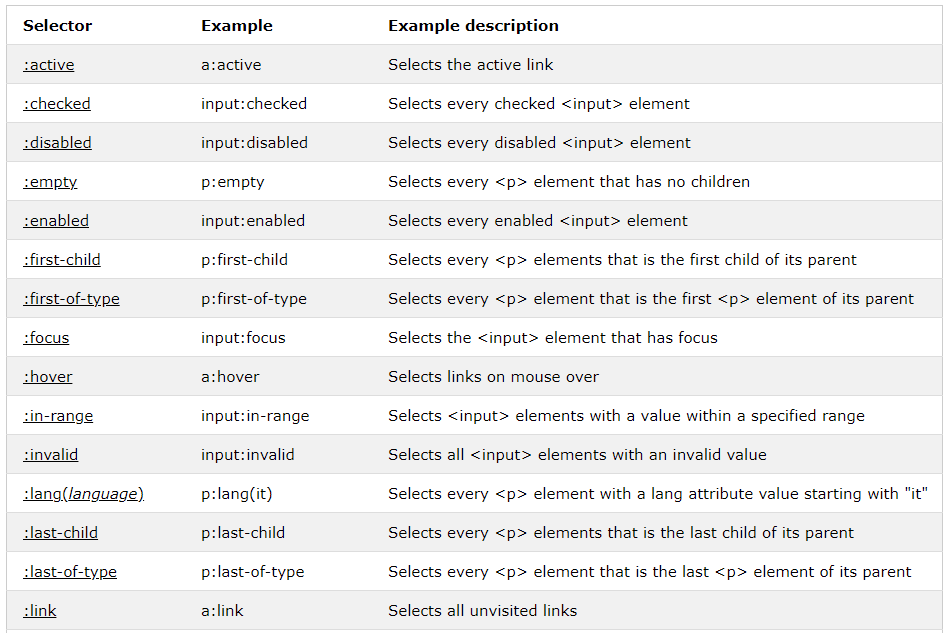 Selector Example Example description
:active a:active Selects the active link
:checked input:checked Selects every checked <input> element
:disabled input:disabled Selects every disabled <input> element
:empty p:empty Selects every <p> element that has no children
:enabled input:enabled Selects every enabled <input> element
:first-child p:first-child Selects every <p> elements that is the first child of its parent
:first-of-type p:first-of-type Selects every <p> element that is the first <p> element of its parent
:focus input:focus Selects the <input> element that has focus
:hover a:hover Selects links on mouse over
:in-range input:in-range Selects <input> elements with a value within a specified range
:invalid input:invalid Selects all <input> elements with an invalid value
:lang(language) p:lang(it) Selects every <p> element with a lang attribute value starting with "it"
:last-child p:last-child Selects every <p> elements that is the last child of its parent
:last-of-type p:last-of-type Selects every <p> element that is the last <p> element of its parent
:link a:link Selects all unvisited links